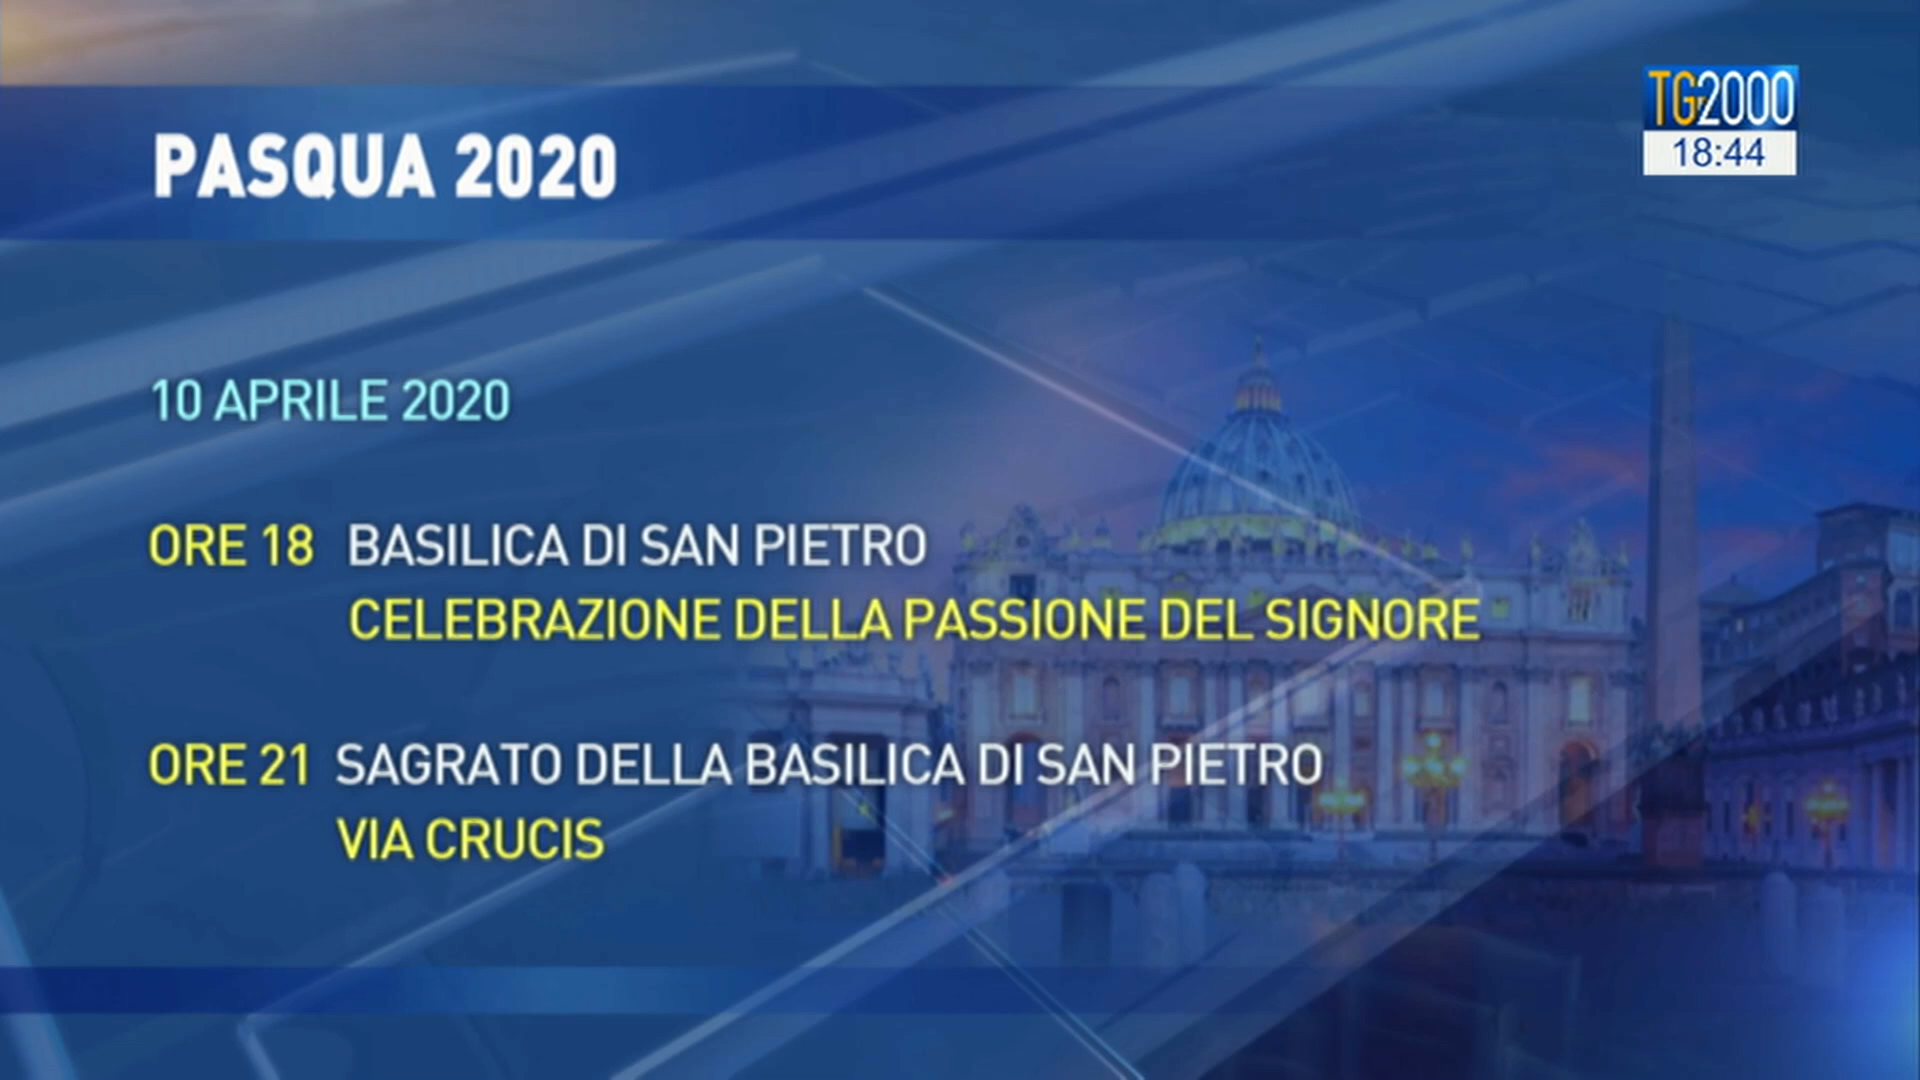 PASQUA 2020
TG2000
18:44
10 APRILE 2020
ORE 18 BASILICA DI SAN PIETRO
CELEBRAZIONE DELLA PASSIONE DEL SIGNORE
ORE 21 SAGRATO DELLA BASILICA DI SAN PIETRO
VIA CRUCIS